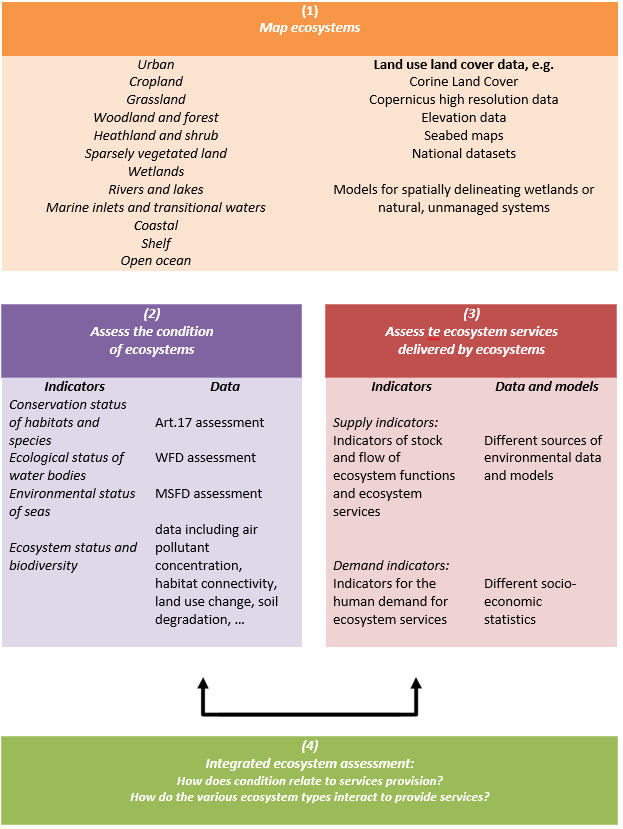 (1)
Map ecosystems
Urban
Cropland
Grassland
Woodland and forest
Heathland and shrub
Sparsely vegetated land
Wetlands
Rivers and lakes
Marine inlets and transitional waters
Coastal
Shelf
Open ocean
Land use land cover data, e.g.
Corine Land Cover
Copernicus high resolution data
Elevation data
Seabed maps
National datasets
Models for spatially delineating wetlands or
natural, unmanaged systems
(2)
Assess the condition
of ecosystems
Indicators
Data
Conservation status
of habitats and
species
Art.17 assessment
Ecological status of
water bodies
WFD assessment
Environmental status
of seas
MSFD assessment
Ecosystem status and
biodiversity
data including air
pollutant
concentration,
habitat connectivity,
land use change, soil
degradation, …
(3)
Assess te ecosystem services
delivered by ecosystems
Indicators
Data and models
Supply indicators:
Indicators of stock
and flow of
ecosystem functions
and ecosystem
services
Different sources of
environmental data
and models
Demand indicators:
Indicators for the
human demand for
ecosystem services
Different socio-
economic
statistics
(4)
Integrated ecosystem assessment:
How does condition relate to services provision?
How do the various ecosystem types interact to provide services?